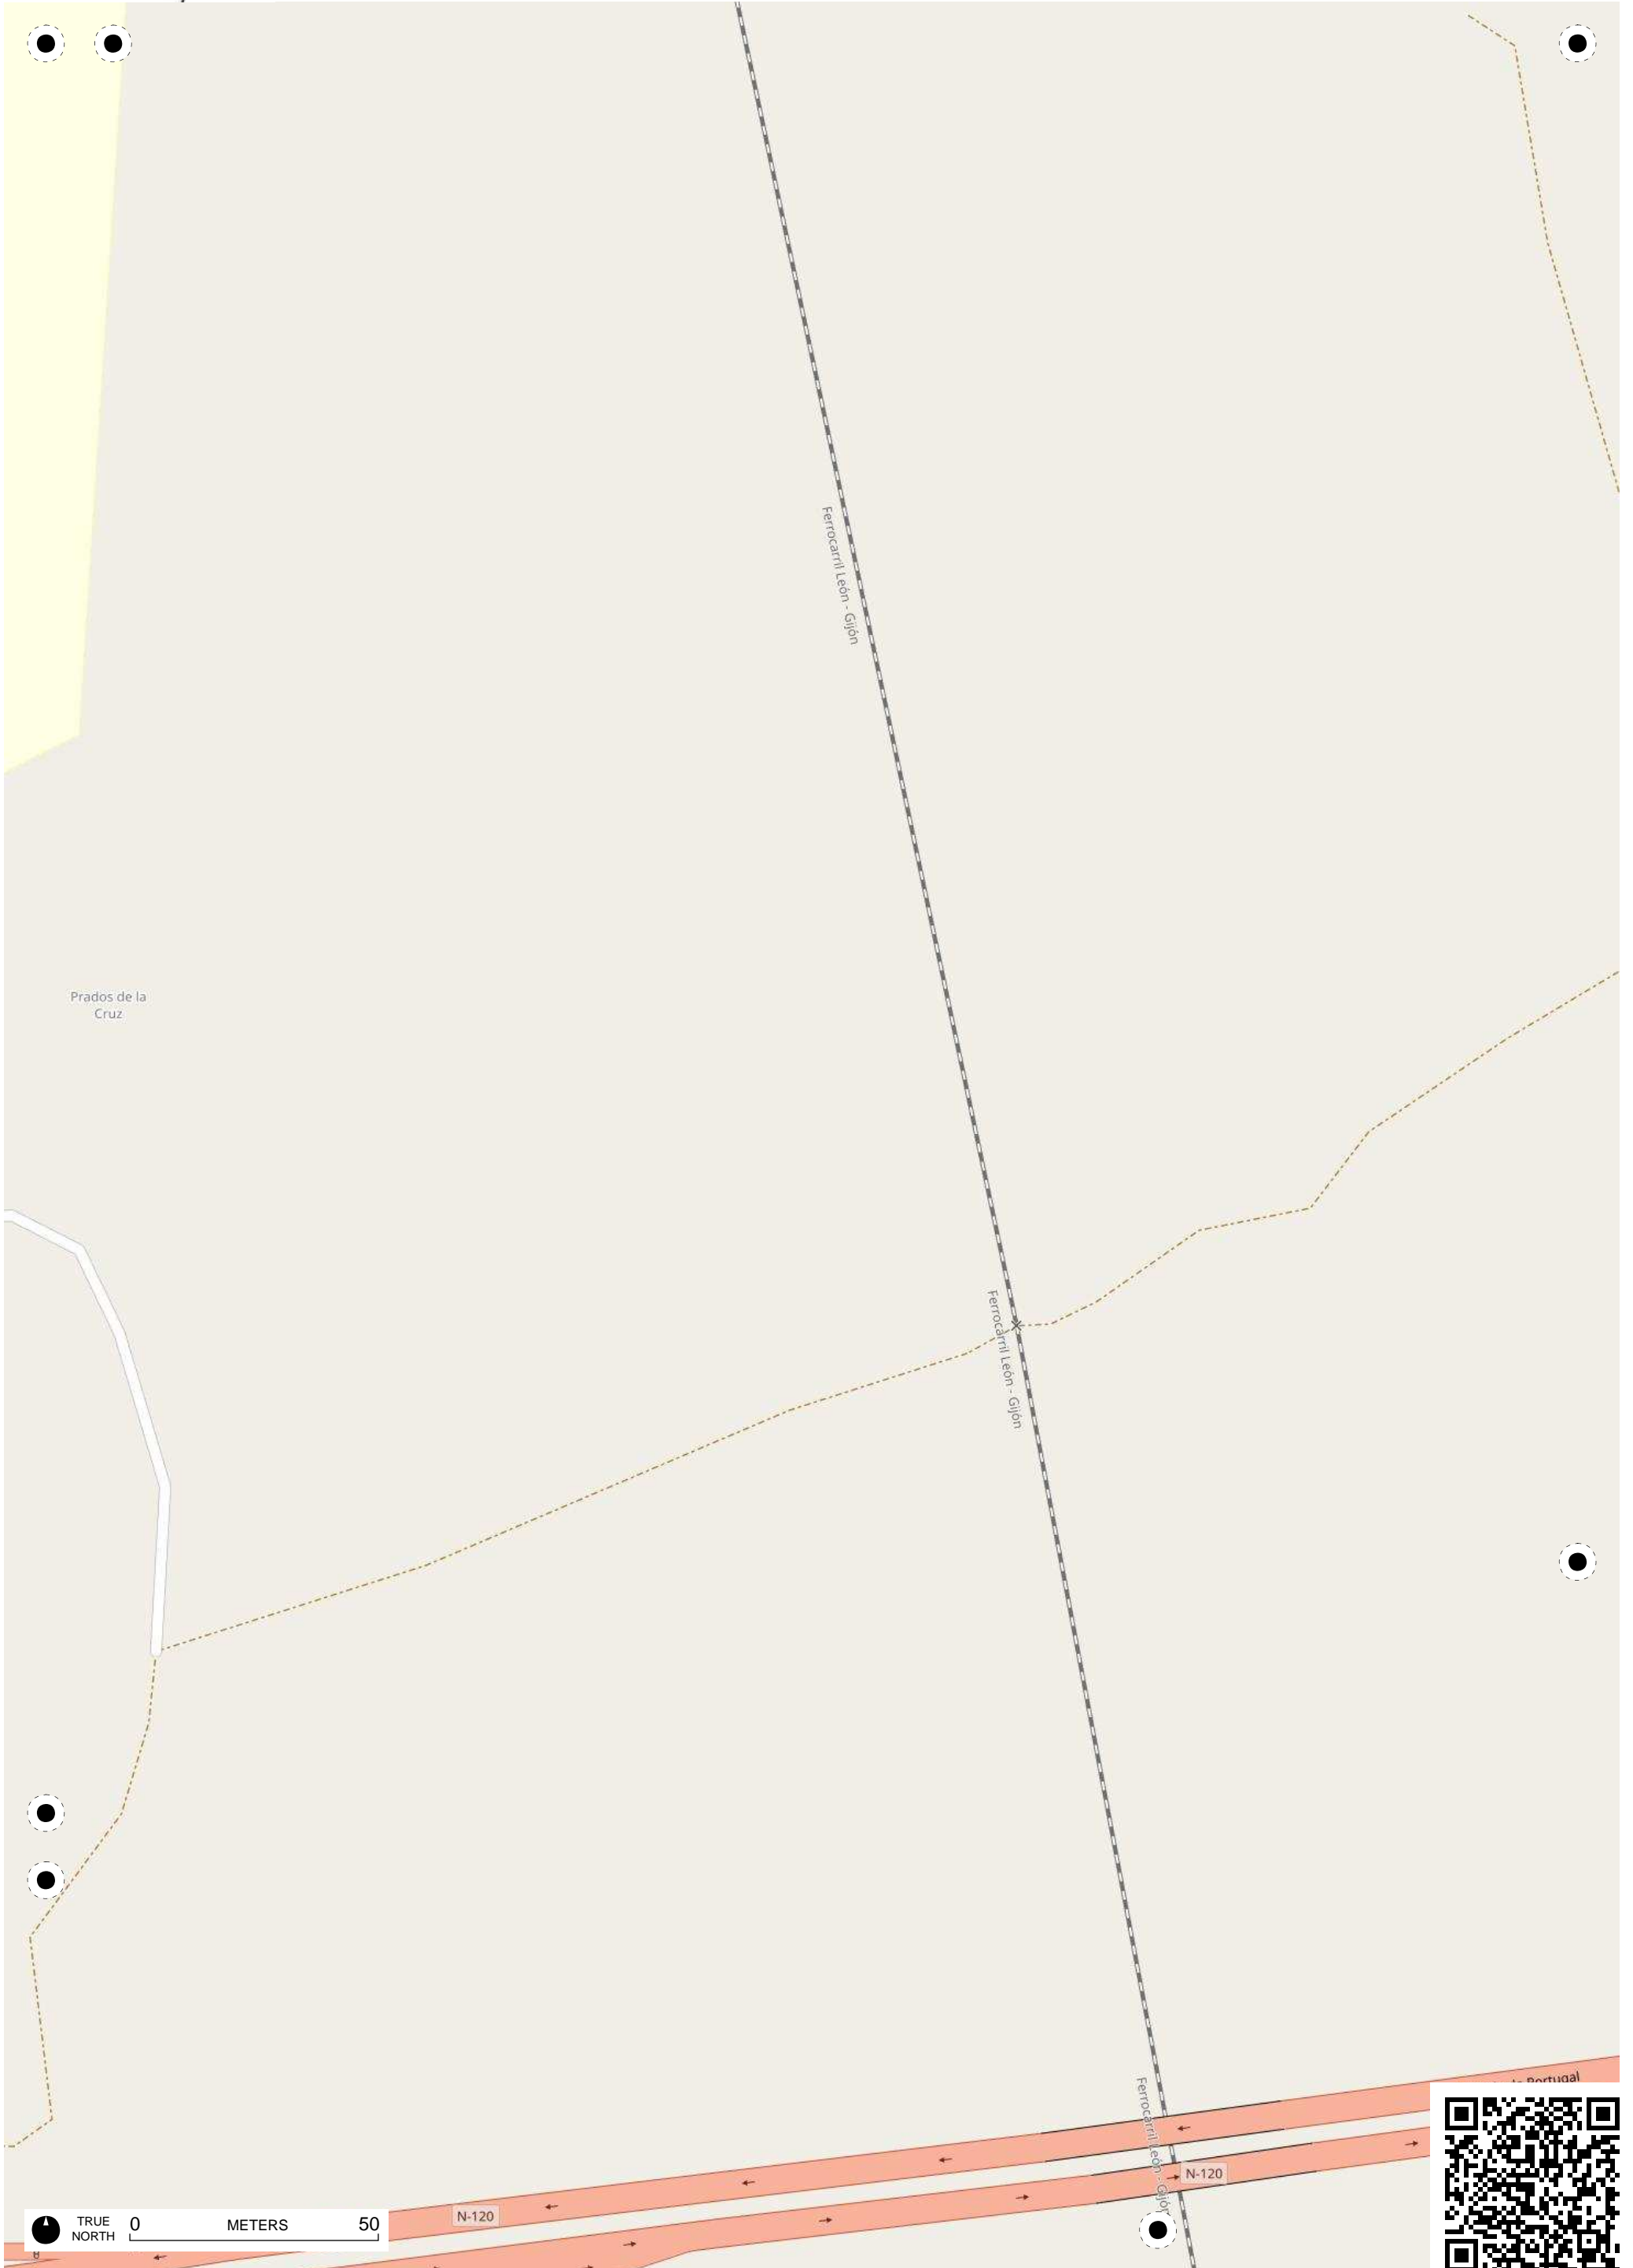 Ferrocarril León - Gijón
Prados de la
Cruz
Ferrocarril León - Gijón
Portugal
Ferrocarril León - Gijón
N-120
N-120
TRUE
NORTH
0 METERS 50